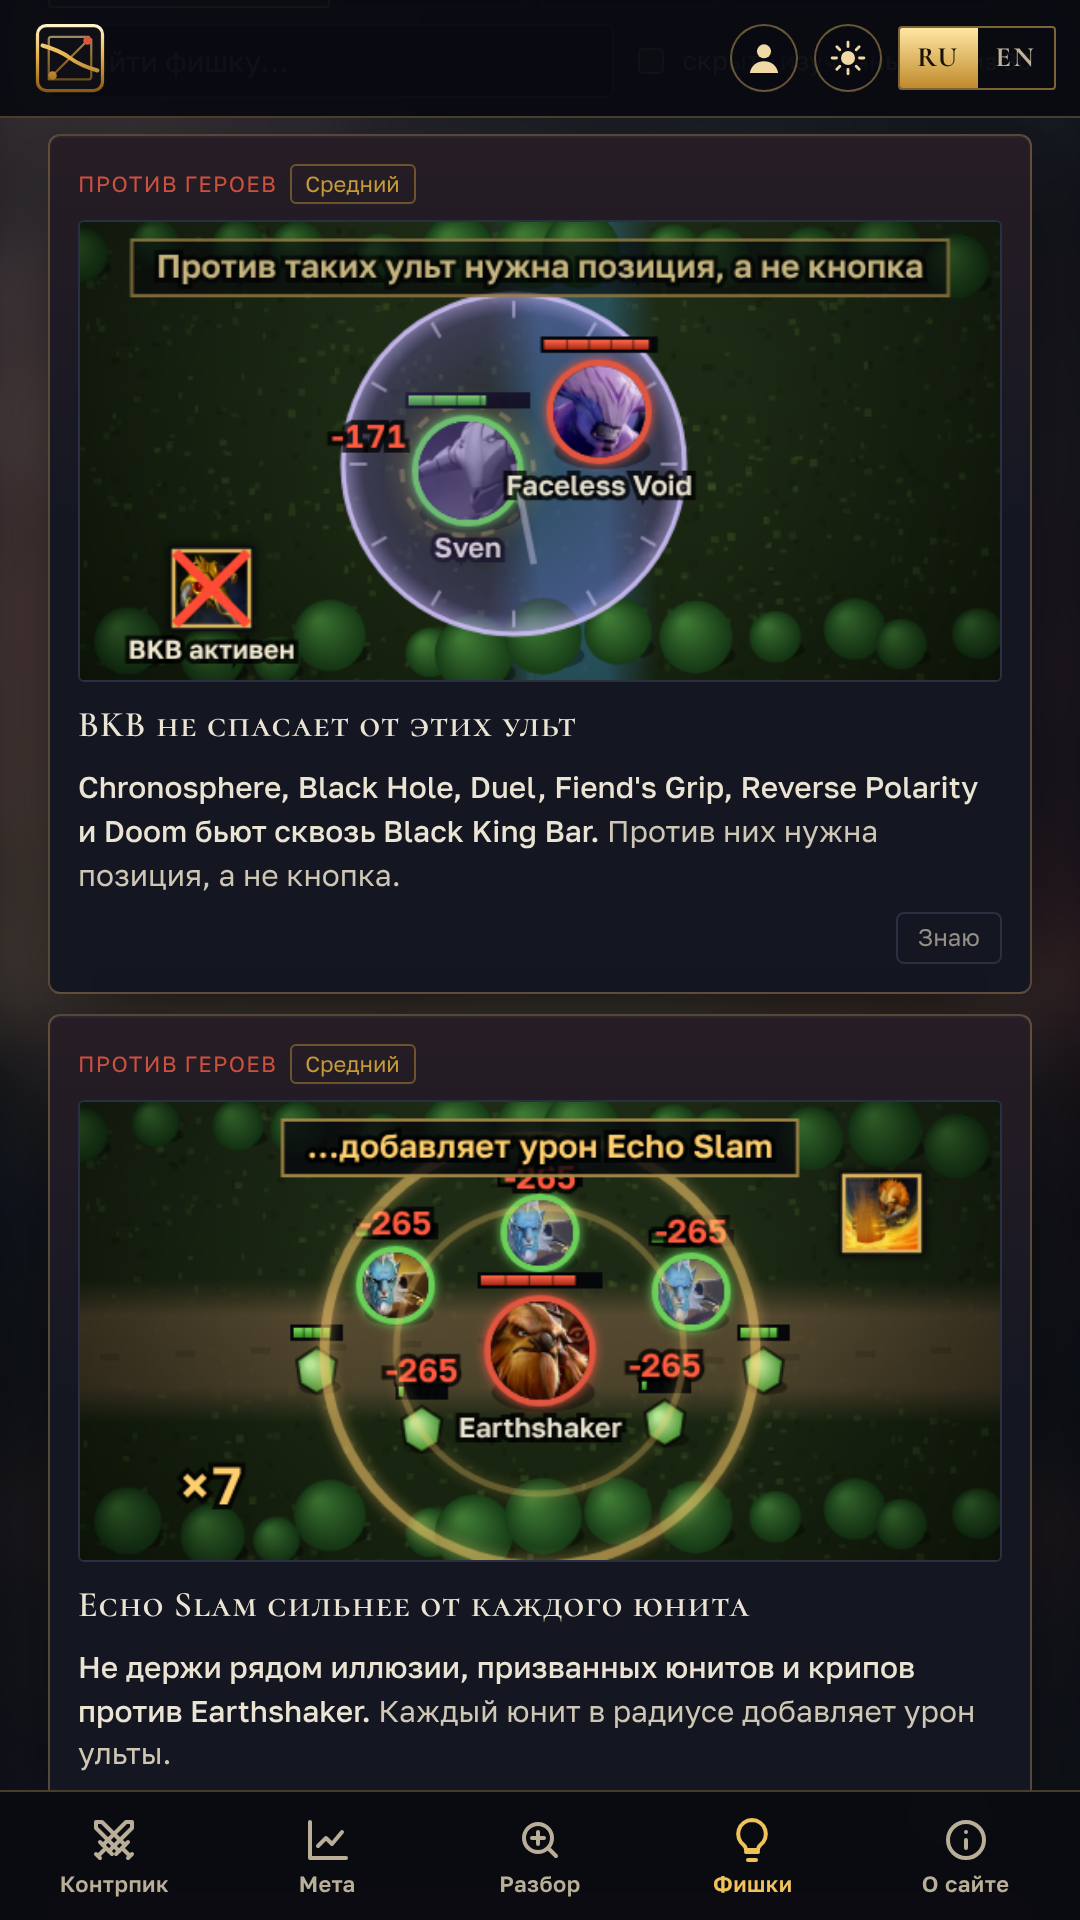 йти фишку...
RU
EN
ПРОТИВ ГЕРОЕВ
Средний
Против таких ульт нужна позиция, а не кнопка
-171
Faceless Void
Sven
BKB активен
BKB не спасает от этих ульт
Chronosphere, Black Hole, Duel, Fiend's Grip, Reverse Polarity
и Doom бьют сквозь Black King Bar. Против них нужна
позиция, а не кнопка.
Знаю
ПРОТИВ ГЕРОЕВ
Средний
...добавляет урон Echo Slam
-265
-265
-265
-265
-265
Earthshaker
×7
Echo Slam сильнее от каждого юнита
Не держи рядом иллюзии, призванных юнитов и крипов
против Earthshaker. Каждый юнит в радиусе добавляет урон
ульты.
Контрпик
Мета
Разбор
Фишки
О сайте